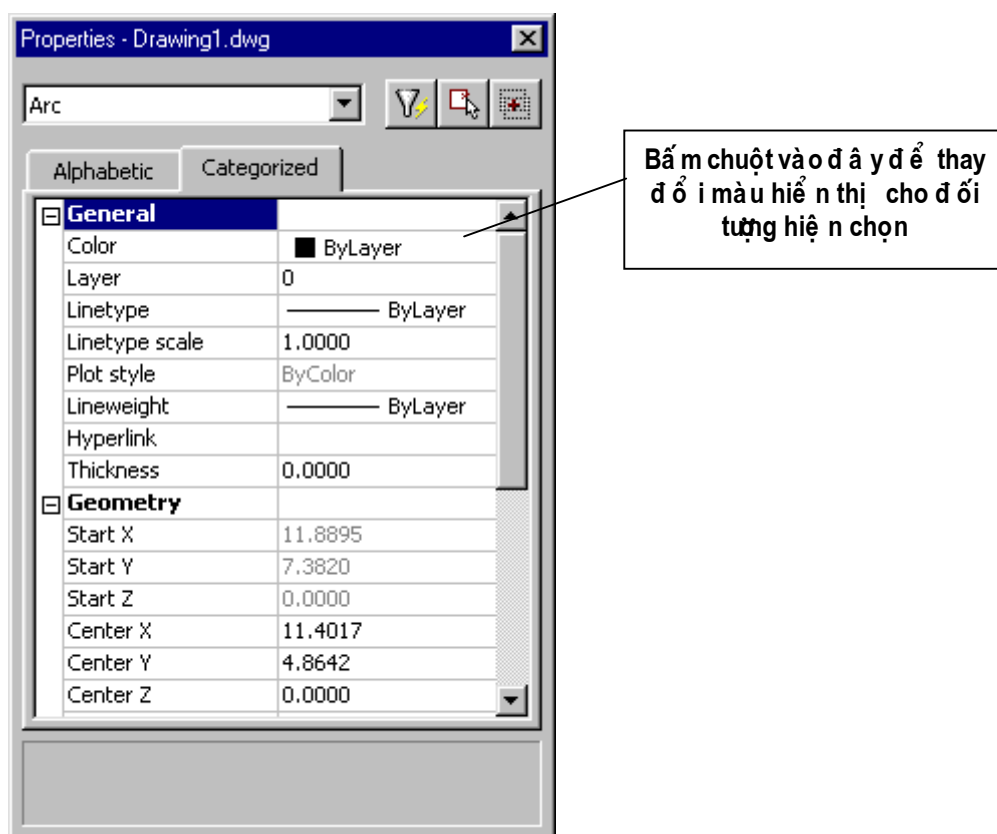 Properties - Drawing1.dwg
Arc
Alphabetic Categorized
General
Color ByLayer
Layer 0
Linetype ByLayer
Linetype scale 1.0000
Plot style ByColor
Lineweight ByLayer
Hyperlink
Thickness 0.0000
Geometry
Start X 11.8895
Start Y 7.3820
Start Z 0.0000
Center X 11.4017
Center Y 4.8642
Center Z 0.0000
Bấm chuột vào đây để thay
đổi màu hiển thị cho đối
tượng hiện chọn